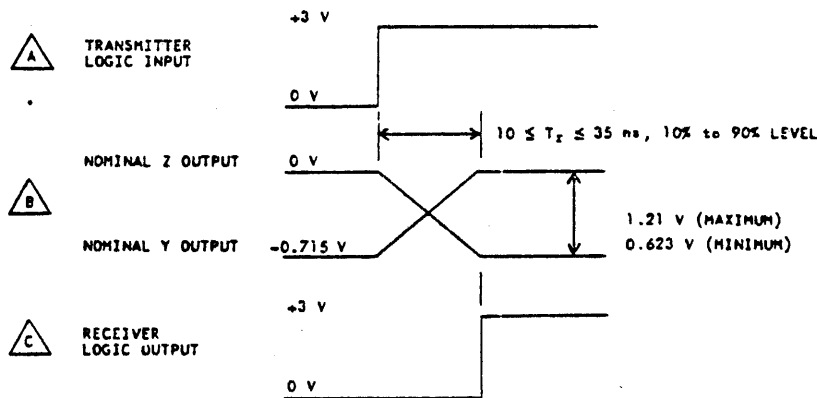 +3 V
A TRANSMITTER
LOGIC INPUT
0 V
10 ≤ Tr ≤ 35 ns, 10% to 90% LEVEL
NOMINAL Z OUTPUT 0 V
B
1.21 V (MAXIMUM)
0.623 V (MINIMUM)
NOMINAL Y OUTPUT -0.715 V
+3 V
C RECEIVER
LOGIC OUTPUT
0 V